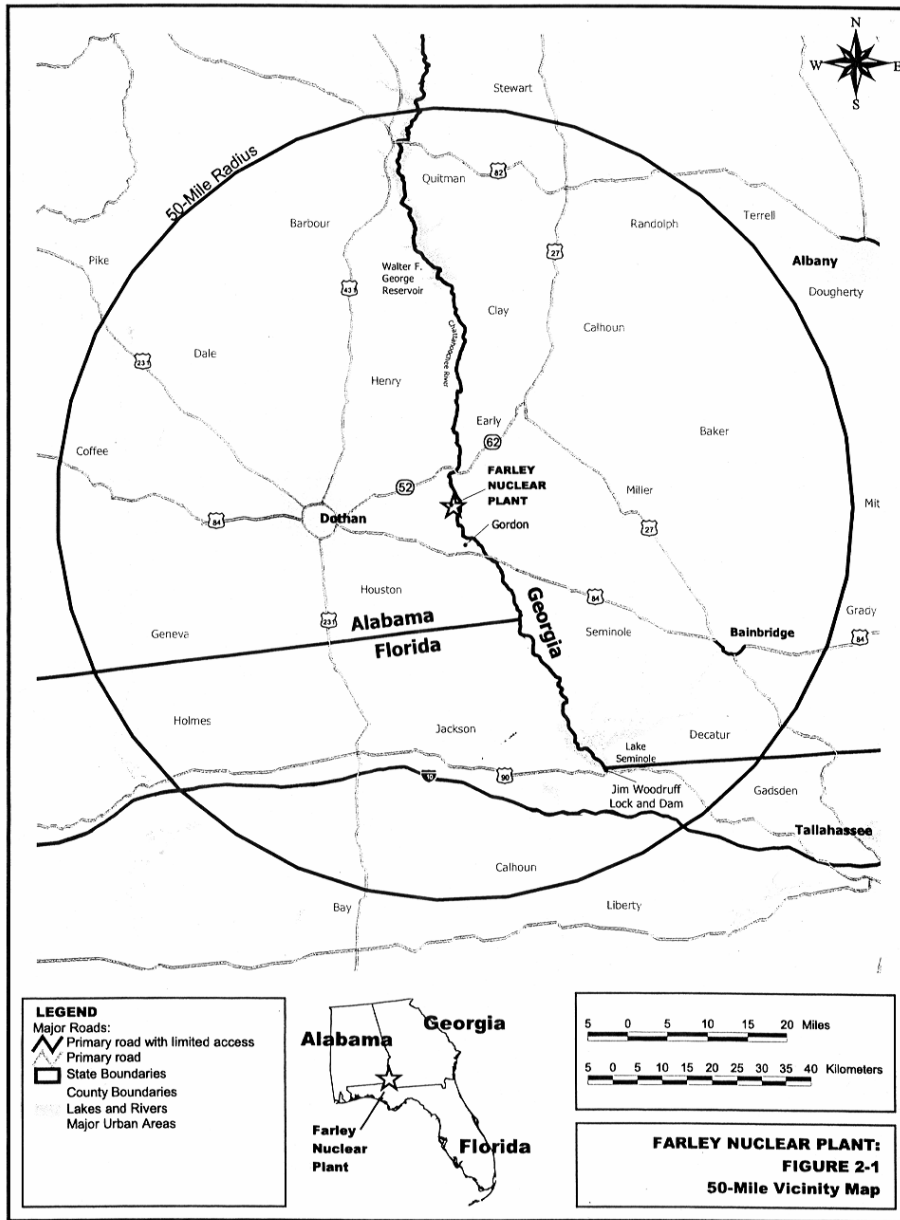 N
W
E
S
Stewart
50-Mile Radius
Quitman
82
Barbour
Randolph
Terrell
27
Albany
Pike
Walter F.
George
Reservoir
Dougherty
431
Clay
Chattahoochee River
Calhoun
Dale
231
Henry
Early
Baker
Coffee
62
FARLEY
NUCLEAR
PLANT
52
Miller
Mit
84
Dothan
Gordon
27
Houston
84
Georgia
Grady
231
Alabama
Seminole
Bainbridge
84
Geneva
Florida
Holmes
Jackson
Decatur
Lake
Seminole
10
90
Jim Woodruff
Lock and Dam
Gadsden
Tallahassee
Calhoun
Bay
Liberty
LEGEND
Major Roads:
Primary road with limited access
Primary road
State Boundaries
County Boundaries
Lakes and Rivers
Major Urban Areas
Alabama
Georgia
Farley
Nuclear
Plant
Florida
5 0 5 10 15 20 Miles
5 0 5 10 15 20 25 30 35 40 Kilometers
FARLEY NUCLEAR PLANT:
FIGURE 2-1
50-Mile Vicinity Map